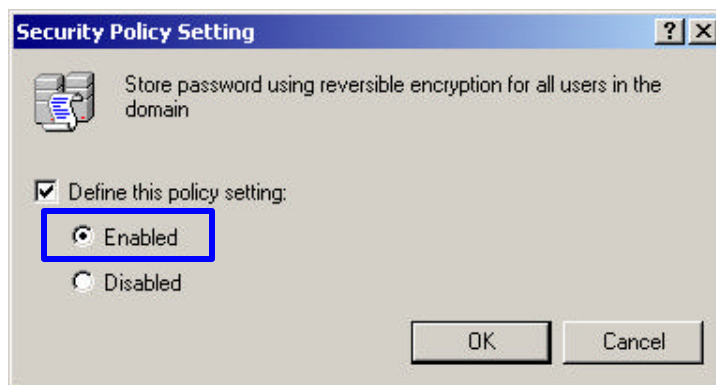 Security Policy Setting
Store password using reversible encryption for all users in the
domain
Define this policy setting:
Enabled
Disabled
OK
Cancel